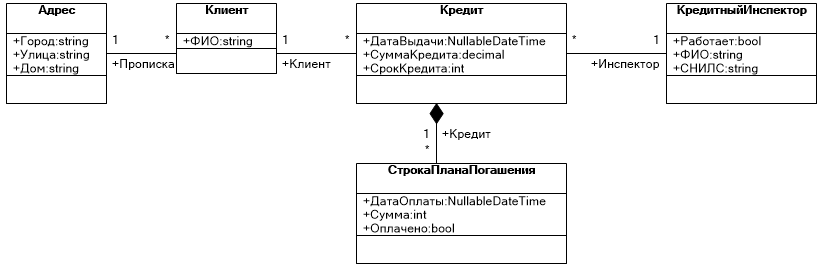 Адрес
+Город:string
+Улица:string
+Дом:string
1
*
+Прописка
Клиент
+ФИО:string
1
*
+Клиент
Кредит
+ДатаВыдачи:NullableDateTime
+СуммаКредита:decimal
+СрокКредита:int
*
1
+Инспектор
КредитныйИнспектор
+Работает:bool
+ФИО:string
+СНИЛС:string
1
+Кредит
*
СтрокаПланаПогашения
+ДатаОплаты:NullableDateTime
+Сумма:int
+Оплачено:bool